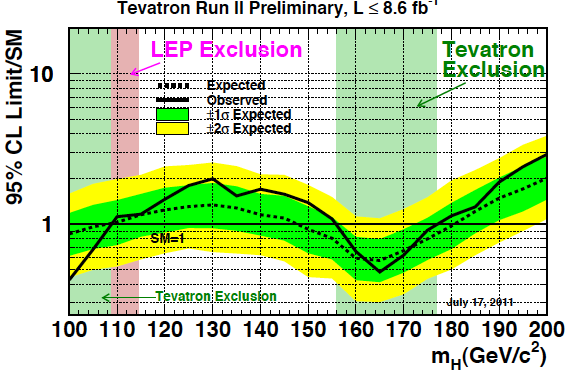 Tevatron Run II Preliminary, L ≤ 8.6 fb⁻¹
LEP Exclusion
Tevatron
Exclusion
10
Expected
Observed
±1σ Expected
±2σ Expected
1
SM=1
Tevatron Exclusion
July 17, 2011
100 110 120 130 140 150 160 170 180 190 200
m_H(GeV/c²)
95% CL Limit/SM